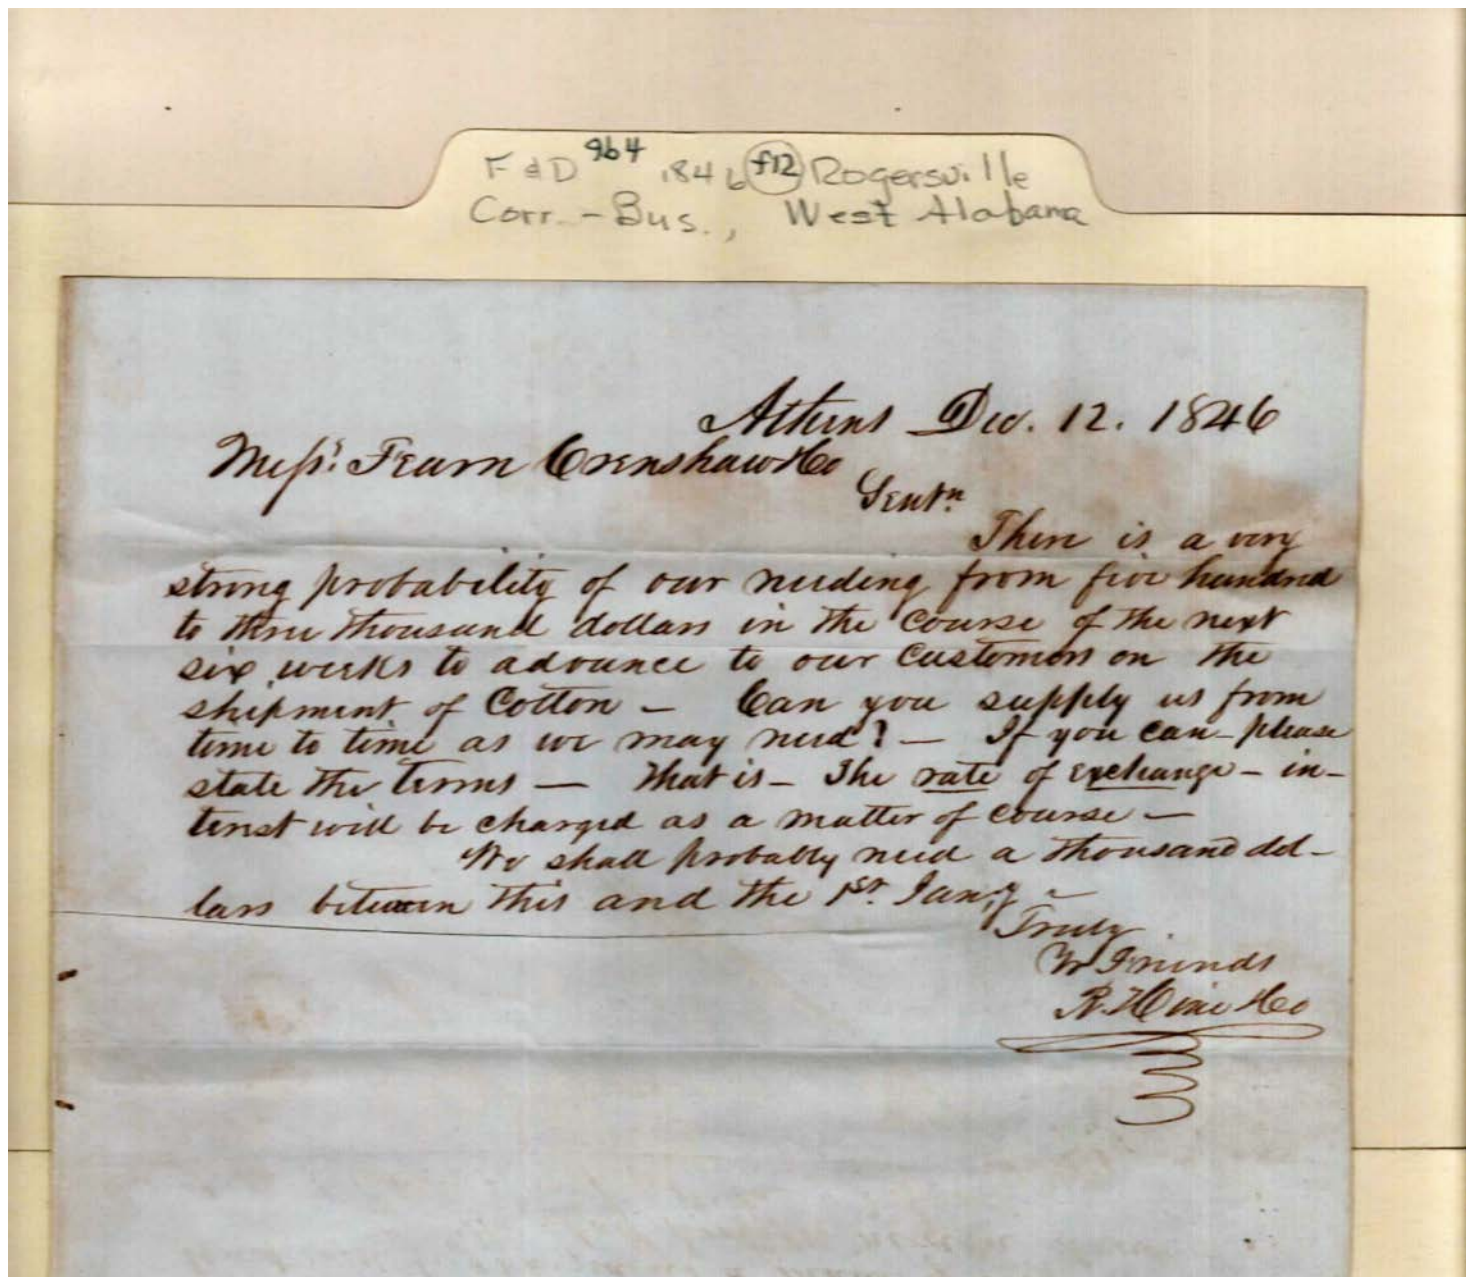 F & D 964 1846 f12 Rogersville
Corr. - Bus., West Alabama
Athens Dec. 12. 1846
Messrs. Fearn Crenshaw & Co
Gentn.
There is a very
strong probability of our needing from five hundred
to three thousand dollars in the course of the next
six weeks to advance to our customers on the
shipment of Cotton — Can you supply us from
time to time as we may need? — If you can – please
state the terms — That is – The rate of exchange – in–
terest will be charged as a matter of course —
We shall probably need a thousand dol–
lars between this and the 1st. Jany –
Truly
Yr Friends
R. Hine & Co